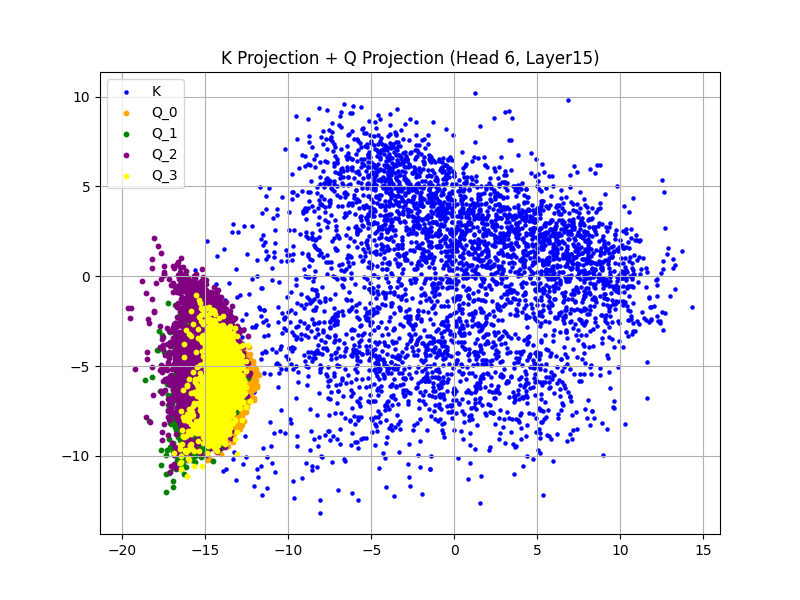 K Projection + Q Projection (Head 6, Layer15)
K
Q_0
Q_1
Q_2
Q_3
10
5
0
−5
−10
−20 −15 −10 −5 0 5 10 15